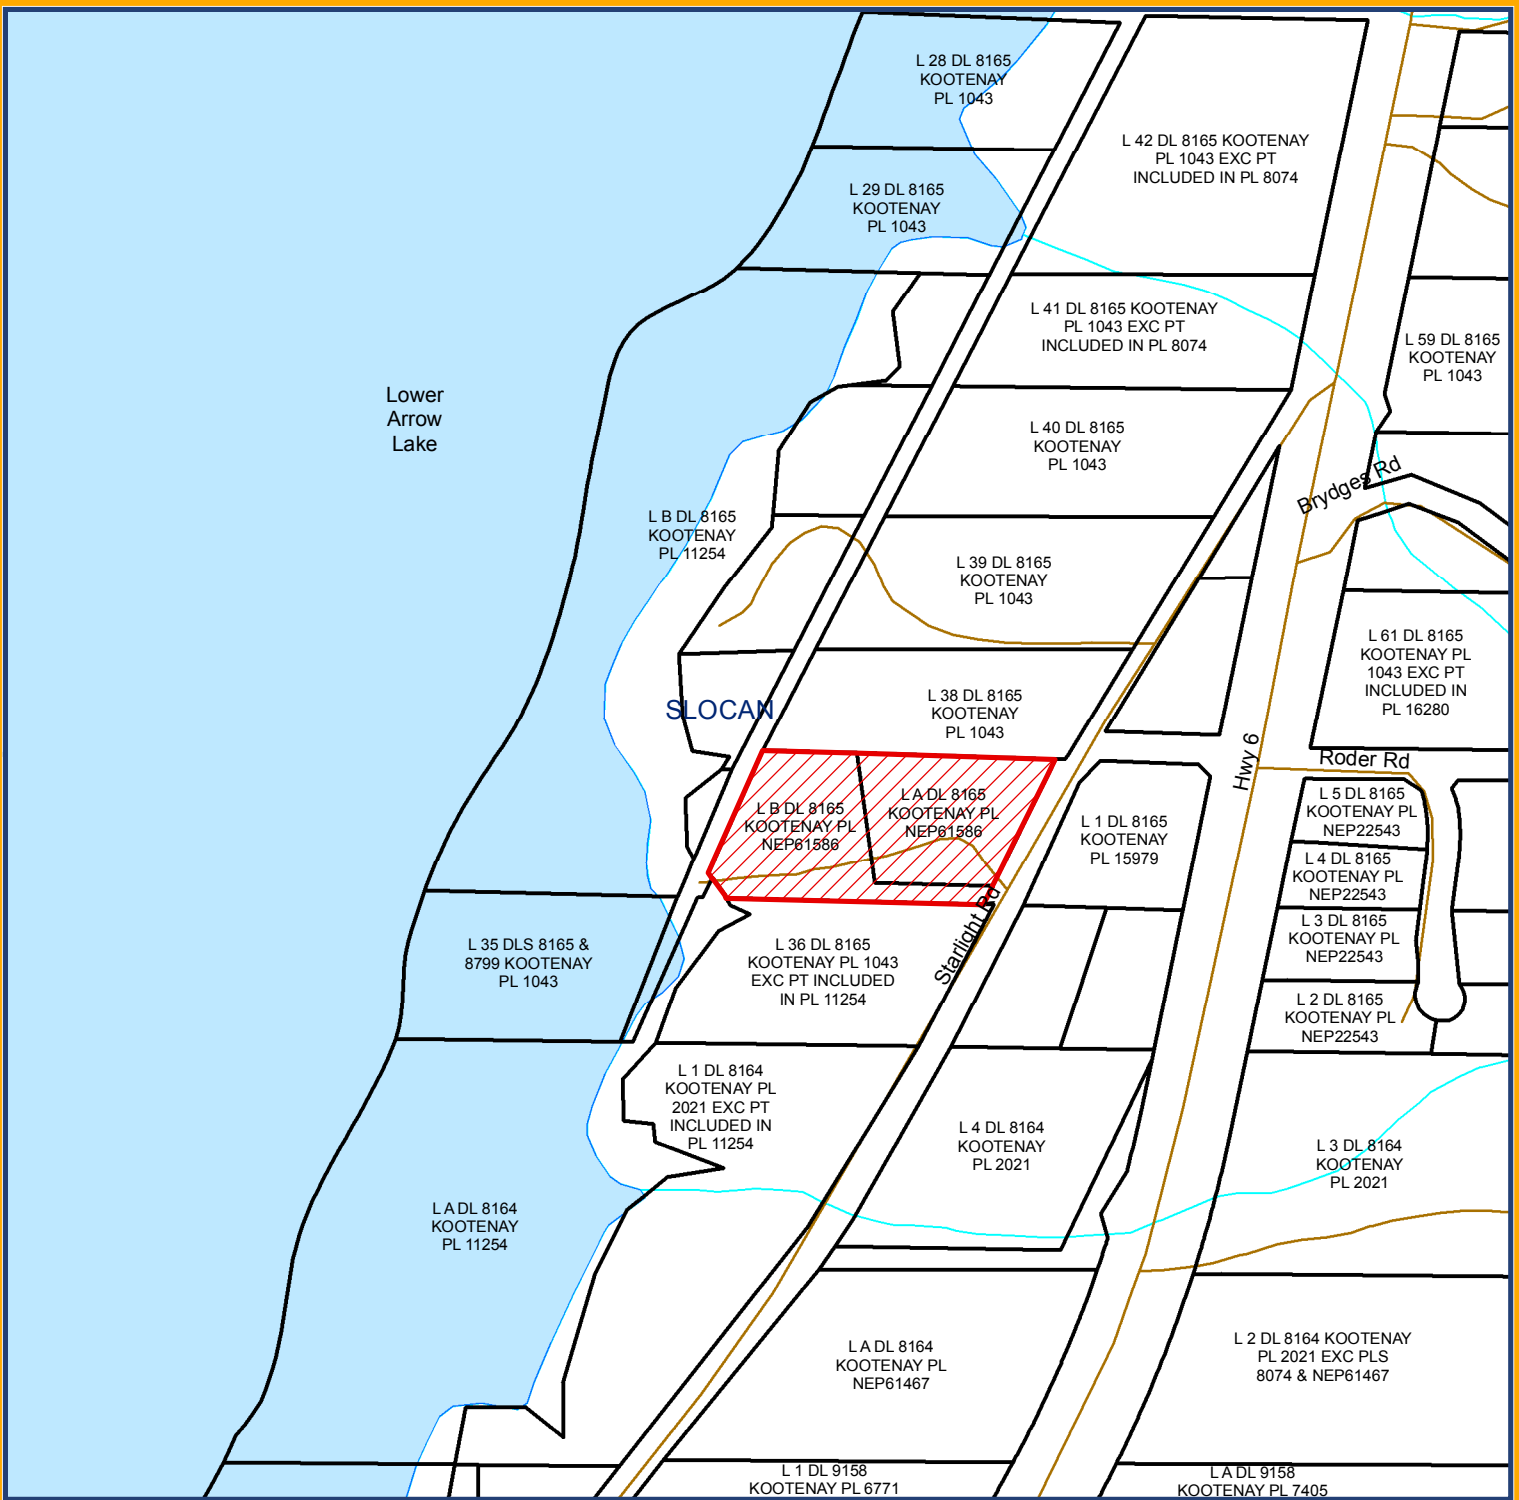 L 28 DL 8165
KOOTENAY
PL 1043
L 42 DL 8165 KOOTENAY
PL 1043 EXC PT
INCLUDED IN PL 8074
L 29 DL 8165
KOOTENAY
PL 1043
L 41 DL 8165 KOOTENAY
PL 1043 EXC PT
INCLUDED IN PL 8074
L 59 DL 8165
KOOTENAY
PL 1043
Lower
Arrow
Lake
L 40 DL 8165
KOOTENAY
PL 1043
Brydges Rd
L B DL 8165
KOOTENAY
PL 11254
L 39 DL 8165
KOOTENAY
PL 1043
L 61 DL 8165
KOOTENAY PL
1043 EXC PT
INCLUDED IN
PL 16280
SLOCAN
L 38 DL 8165
KOOTENAY
PL 1043
Hwy 6
Roder Rd
L B DL 8165
KOOTENAY PL
NEP61586
L A DL 8165
KOOTENAY PL
NEP61586
L 1 DL 8165
KOOTENAY
PL 15979
L 5 DL 8165
KOOTENAY PL
NEP22543
L 4 DL 8165
KOOTENAY PL
NEP22543
L 3 DL 8165
KOOTENAY PL
NEP22543
L 35 DLS 8165 &
8799 KOOTENAY
PL 1043
L 36 DL 8165
KOOTENAY PL 1043
EXC PT INCLUDED
IN PL 11254
Starlight Rd
L 2 DL 8165
KOOTENAY PL
NEP22543
L 1 DL 8164
KOOTENAY PL
2021 EXC PT
INCLUDED IN
PL 11254
L 4 DL 8164
KOOTENAY
PL 2021
L 3 DL 8164
KOOTENAY
PL 2021
L A DL 8164
KOOTENAY
PL 11254
L A DL 8164
KOOTENAY PL
NEP61467
L 2 DL 8164 KOOTENAY
PL 2021 EXC PLS
8074 & NEP61467
L 1 DL 9158
KOOTENAY PL 6771
L A DL 9158
KOOTENAY PL 7405